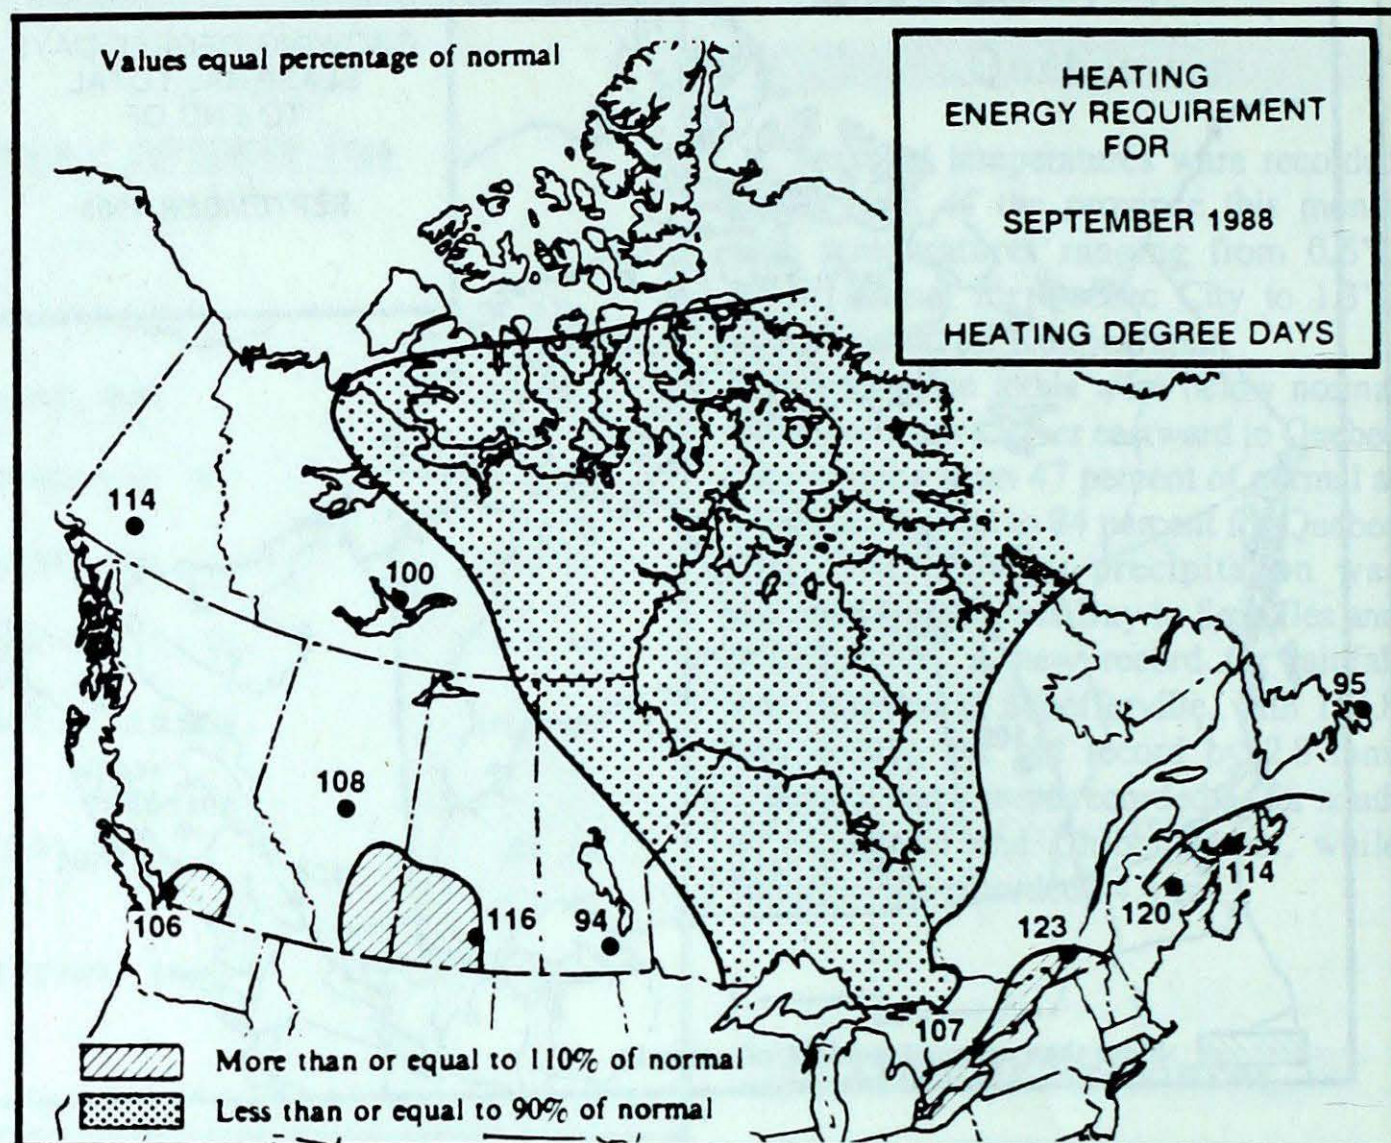 Values equal percentage of normal
HEATING
ENERGY REQUIREMENT
FOR
SEPTEMBER 1988
HEATING DEGREE DAYS
114
100
95
108
106
116
94
123
120
114
107
More than or equal to 110% of normal
Less than or equal to 90% of normal